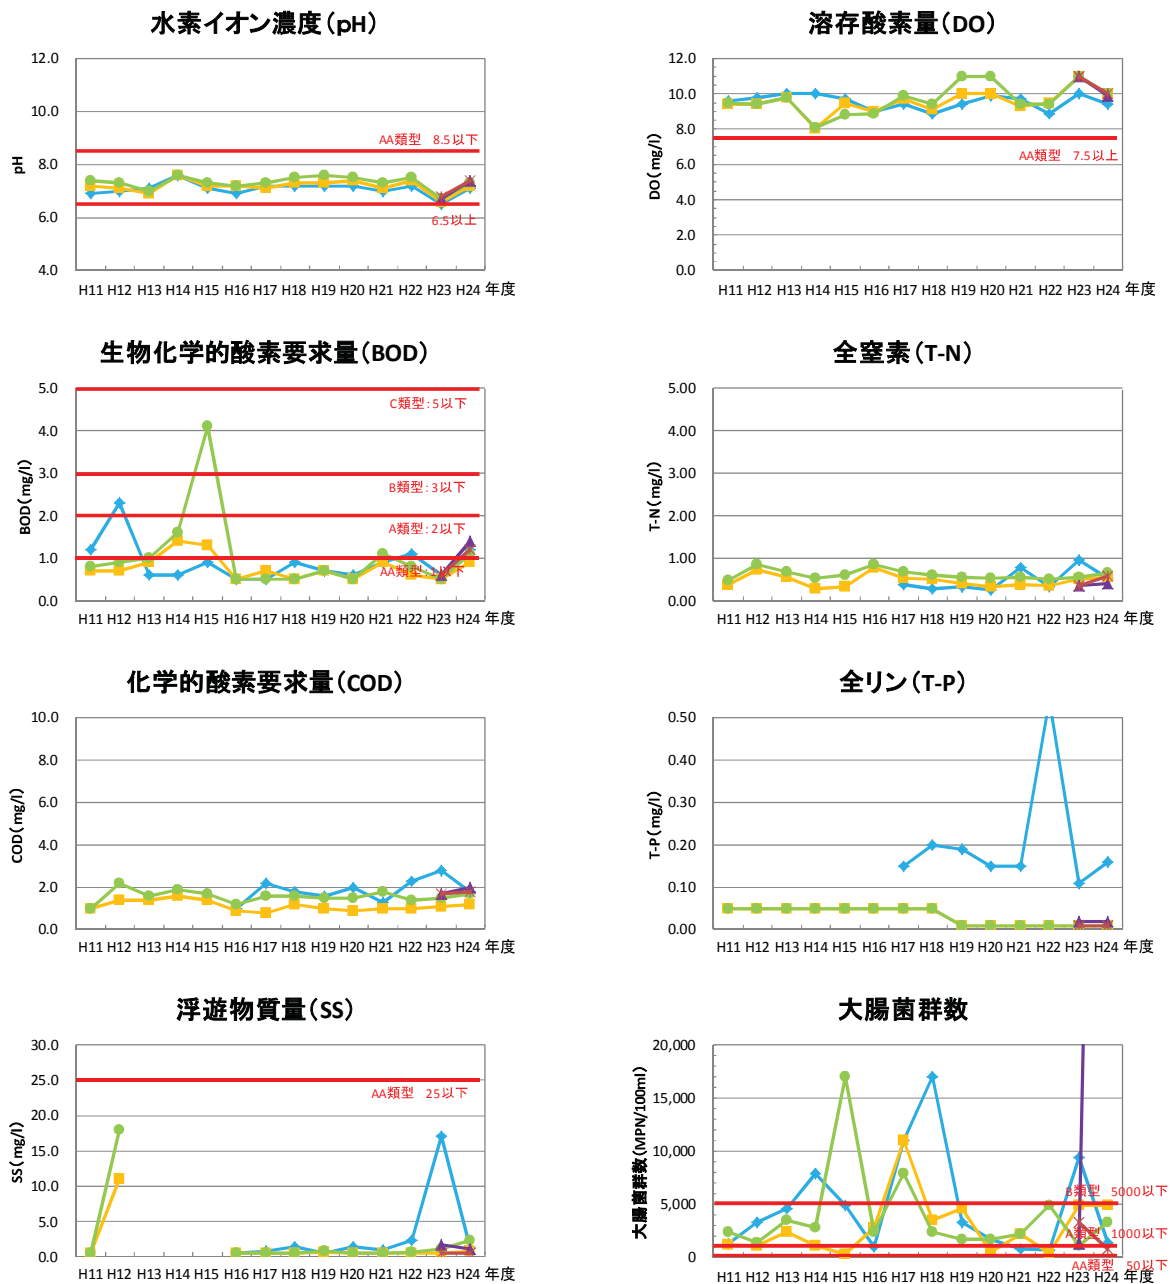 水素イオン濃度（pH）
12.0
10.0
8.0
6.0
4.0
pH
AA類型 8.5以下
6.5以上
H11 H12 H13 H14 H15 H16 H17 H18 H19 H20 H21 H22 H23 H24 年度
溶存酸素量（DO）
12.0
10.0
8.0
6.0
4.0
2.0
0.0
DO（mg/l）
AA類型 7.5以上
H11 H12 H13 H14 H15 H16 H17 H18 H19 H20 H21 H22 H23 H24 年度
生物化学的酸素要求量（BOD）
5.0
4.0
3.0
2.0
1.0
0.0
BOD（mg/l）
C類型：5以下
B類型：3以下
A類型：2以下
AA類型：1以下
H11 H12 H13 H14 H15 H16 H17 H18 H19 H20 H21 H22 H23 H24 年度
全窒素（T-N）
5.00
4.00
3.00
2.00
1.00
0.00
T-N（mg/l）
H11 H12 H13 H14 H15 H16 H17 H18 H19 H20 H21 H22 H23 H24 年度
化学的酸素要求量（COD）
10.0
8.0
6.0
4.0
2.0
0.0
COD（mg/l）
H11 H12 H13 H14 H15 H16 H17 H18 H19 H20 H21 H22 H23 H24 年度
全リン（T-P）
0.50
0.40
0.30
0.20
0.10
0.00
T-P（mg/l）
H11 H12 H13 H14 H15 H16 H17 H18 H19 H20 H21 H22 H23 H24 年度
浮遊物質量（SS）
30.0
25.0
20.0
15.0
10.0
5.0
0.0
SS（mg/l）
AA類型 25以下
H11 H12 H13 H14 H15 H16 H17 H18 H19 H20 H21 H22 H23 H24 年度
大腸菌群数
20,000
15,000
10,000
5,000
0
大腸菌群数（MPN/100ml）
B類型 5000以下
A類型 1000以下
AA類型 50以下
H11 H12 H13 H14 H15 H16 H17 H18 H19 H20 H21 H22 H23 H24 年度